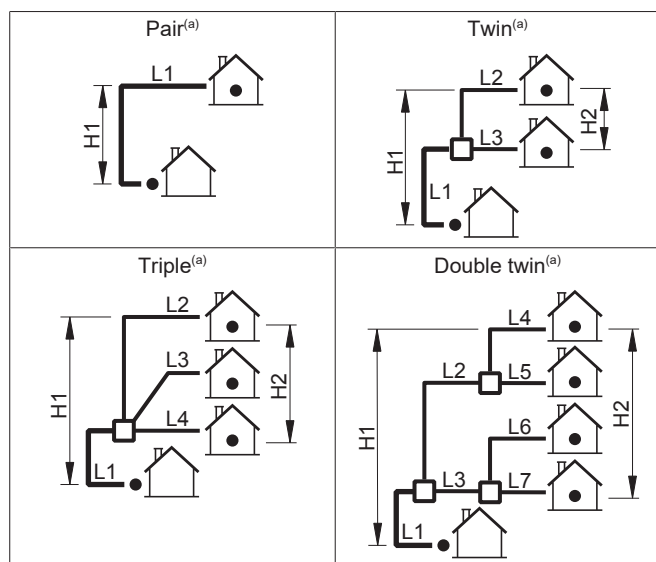 Pair(a)
L1
H1
Twin(a)
L2
L3
H2
H1
L1
Triple(a)
L2
L3
L4
H2
H1
L1
Double twin(a)
L4
L2
L5
H1
H2
L6
L3
L7
L1